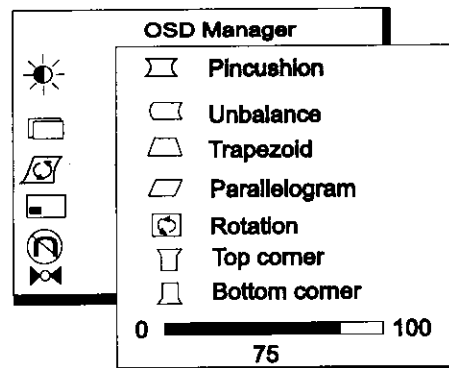 OSD Manager
Pincushion
Unbalance
Trapezoid
Parallelogram
Rotation
Top corner
Bottom corner
0 100
75